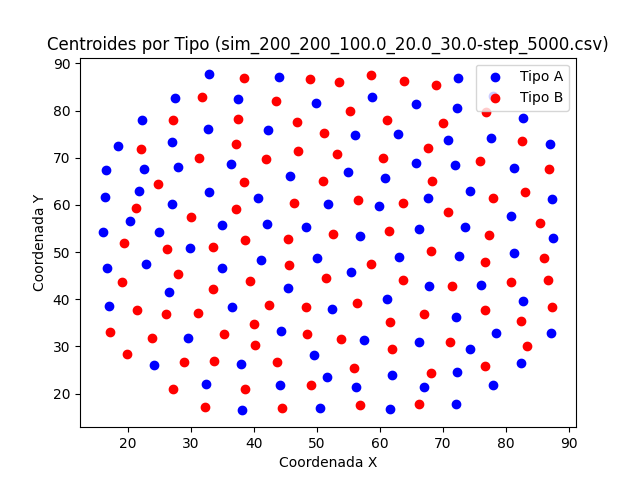 Centroides por Tipo (sim_200_200_100.0_20.0_30.0-step_5000.csv)
Tipo A
Tipo B
Coordenada Y
90
80
70
60
50
40
30
20
20 30 40 50 60 70 80 90
Coordenada X